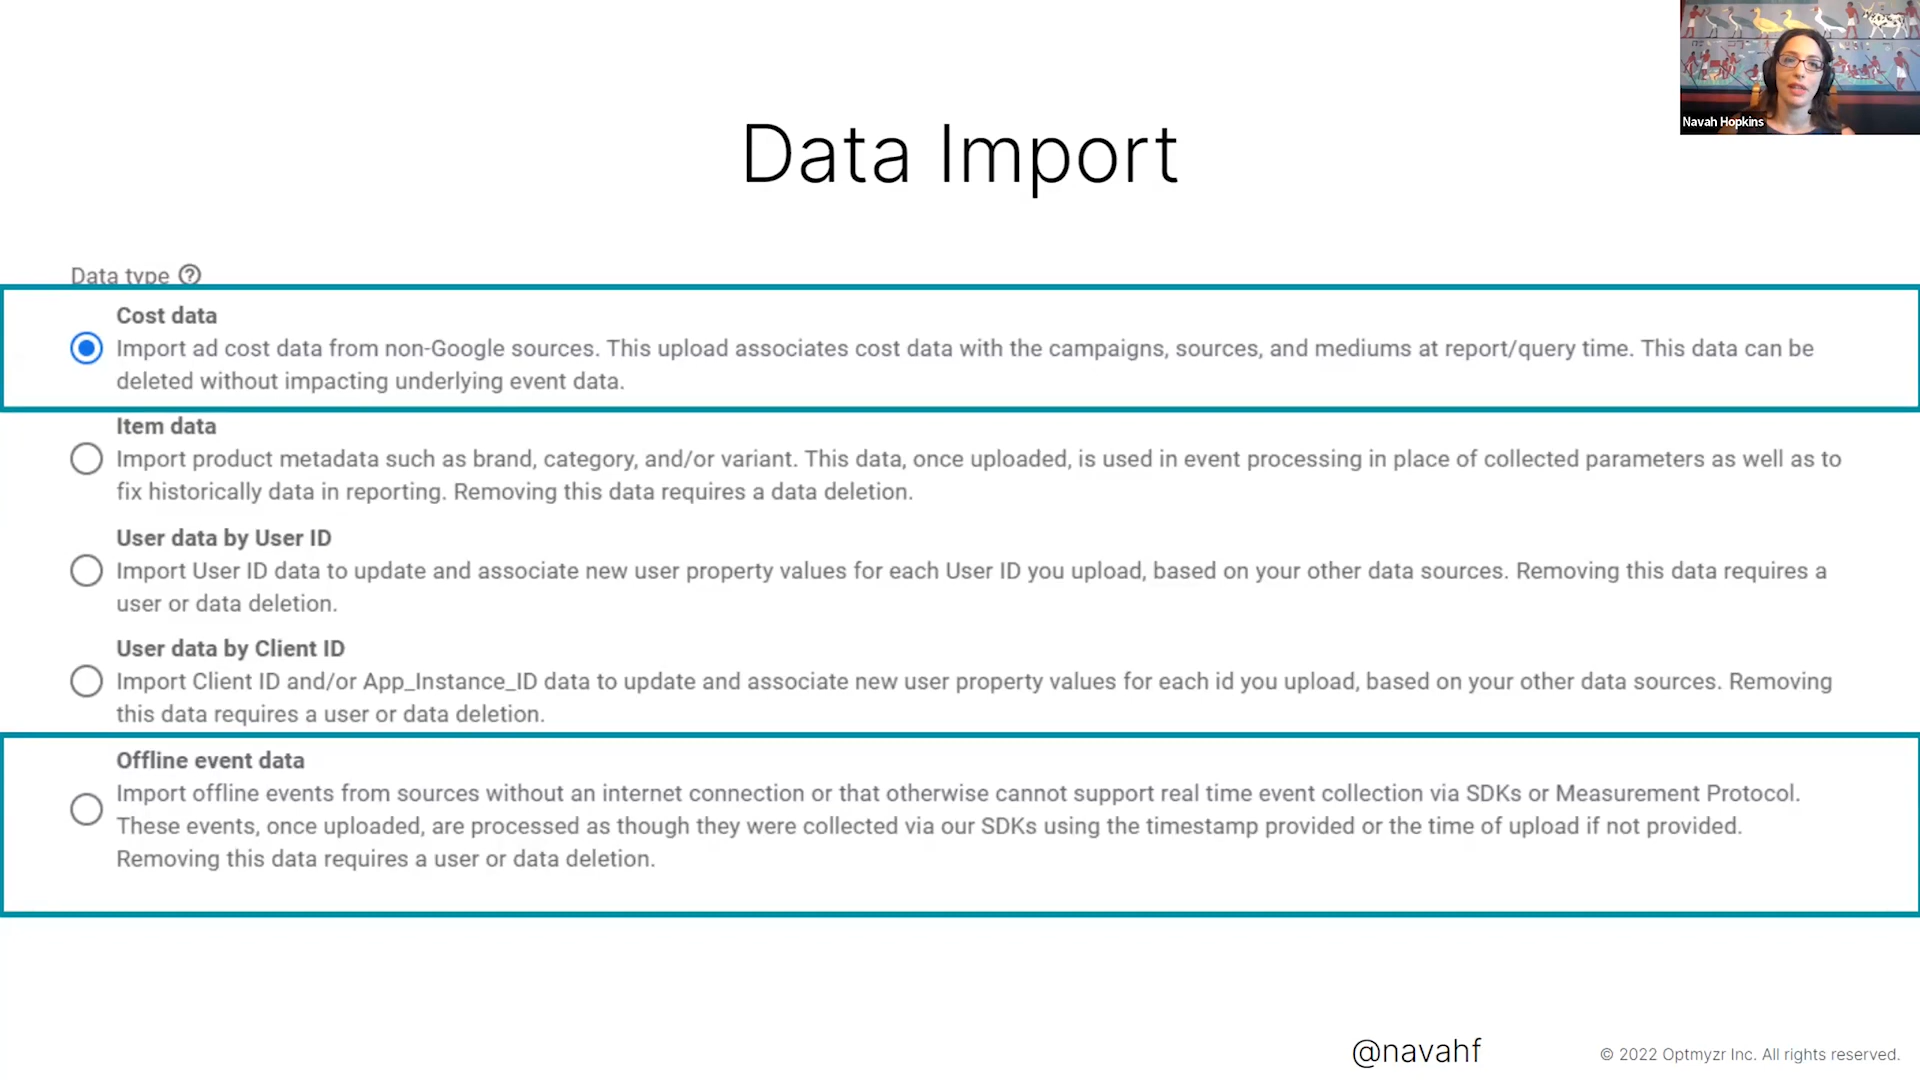 Navah Hopkins
Data Import
Data type
Cost data
Import ad cost data from non-Google sources. This upload associates cost data with the campaigns, sources, and mediums at report/query time. This data can be
deleted without impacting underlying event data.
Item data
Import product metadata such as brand, category, and/or variant. This data, once uploaded, is used in event processing in place of collected parameters as well as to
fix historically data in reporting. Removing this data requires a data deletion.
User data by User ID
Import User ID data to update and associate new user property values for each User ID you upload, based on your other data sources. Removing this data requires a
user or data deletion.
User data by Client ID
Import Client ID and/or App_Instance_ID data to update and associate new user property values for each id you upload, based on your other data sources. Removing
this data requires a user or data deletion.
Offline event data
Import offline events from sources without an internet connection or that otherwise cannot support real time event collection via SDKs or Measurement Protocol.
These events, once uploaded, are processed as though they were collected via our SDKs using the timestamp provided or the time of upload if not provided.
Removing this data requires a user or data deletion.
@navahf
© 2022 Optmyzr Inc. All rights reserved.